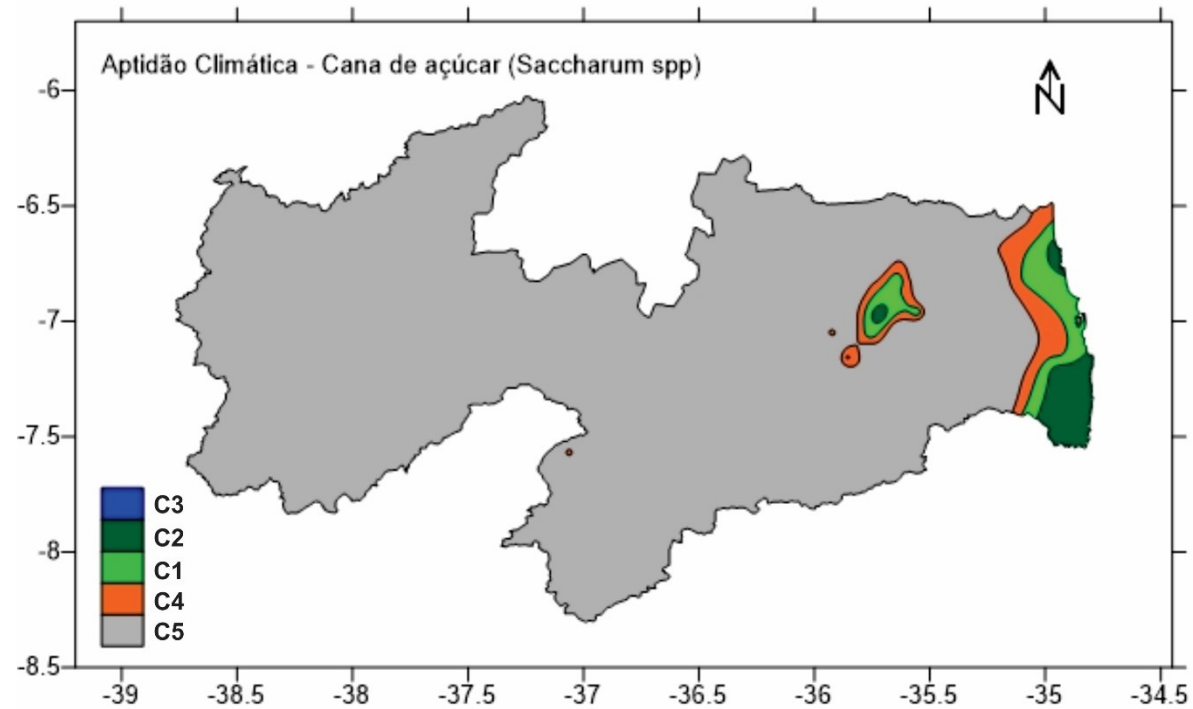 Aptidão Climática - Cana de açúcar (Saccharum spp)
N
-6
-6.5
-7
-7.5
-8
-8.5
C3
C2
C1
C4
C5
-39 -38.5 -38 -37.5 -37 -36.5 -36 -35.5 -35 -34.5